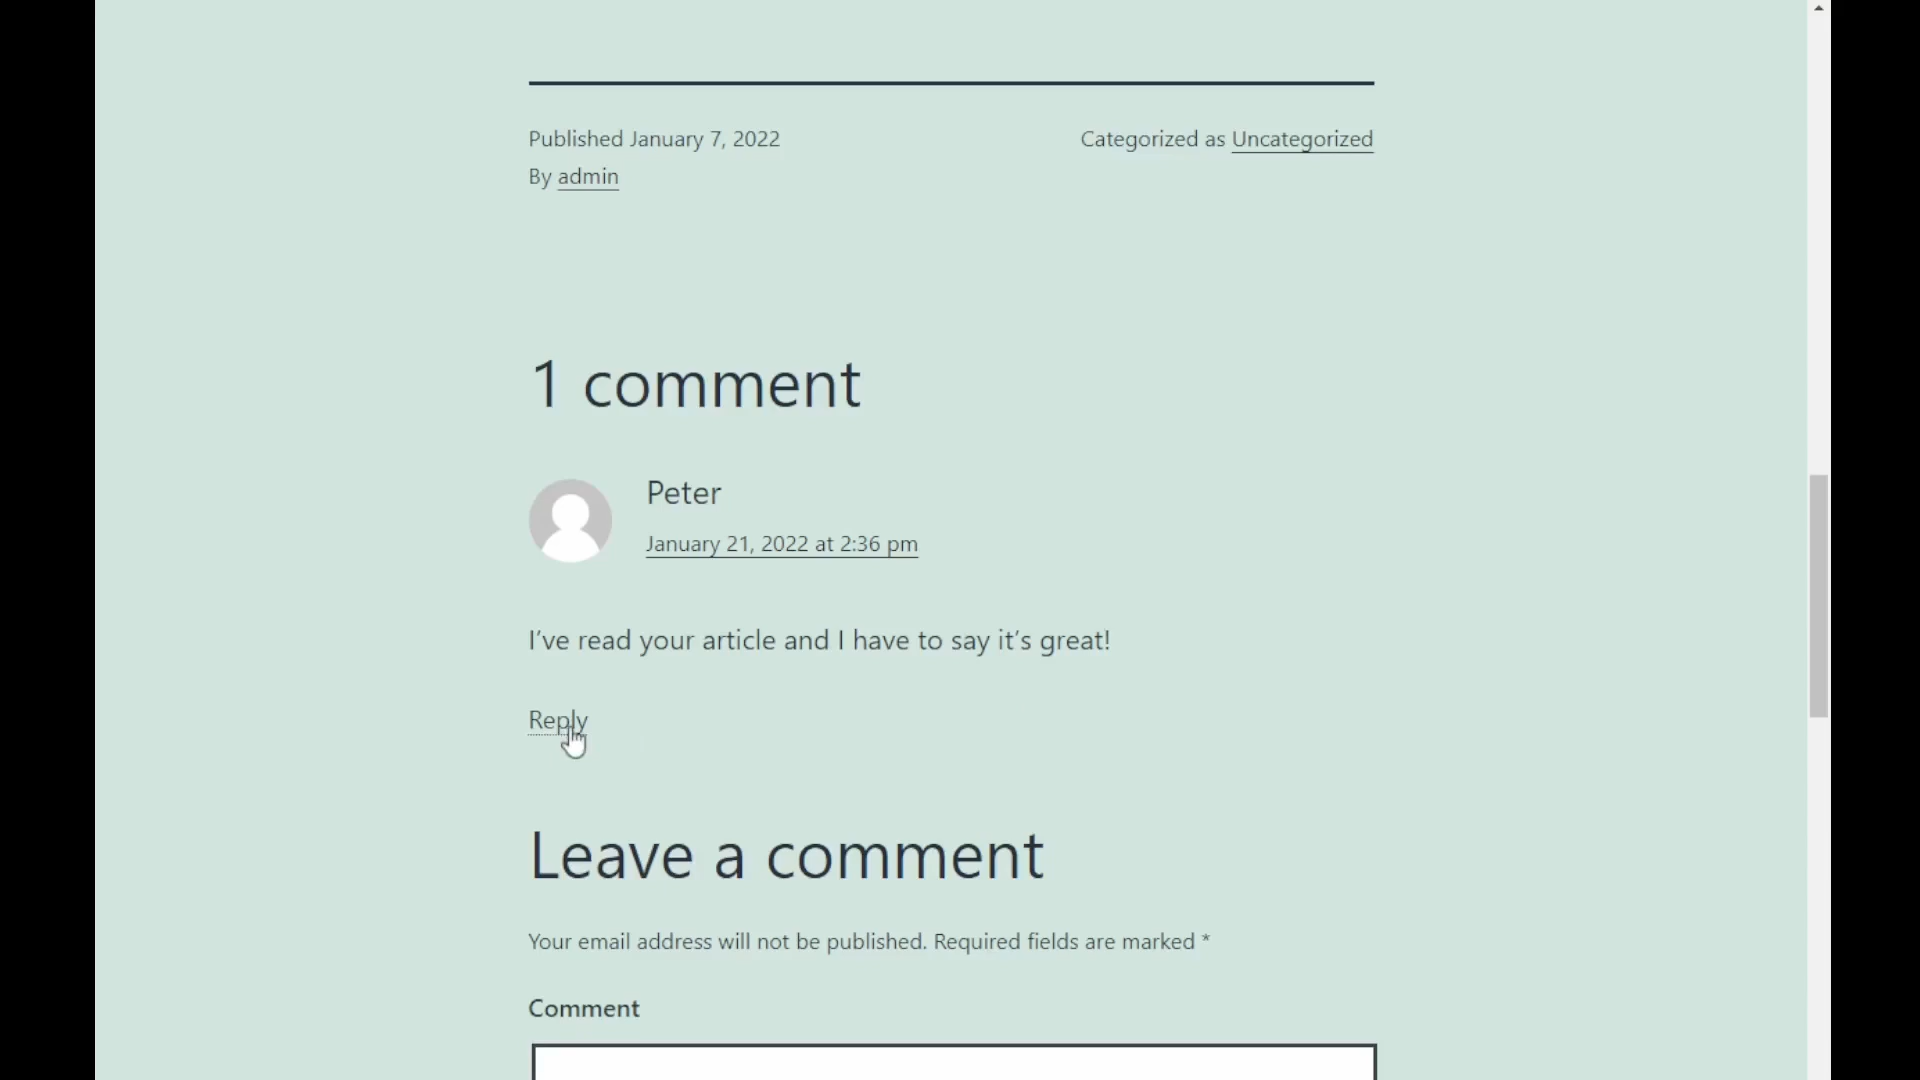 Published January 7, 2022
Categorized as Uncategorized
By admin
1 comment
Peter
January 21, 2022 at 2:36 pm
I’ve read your article and I have to say it’s great!
Reply
Leave a comment
Your email address will not be published. Required fields are marked *
Comment